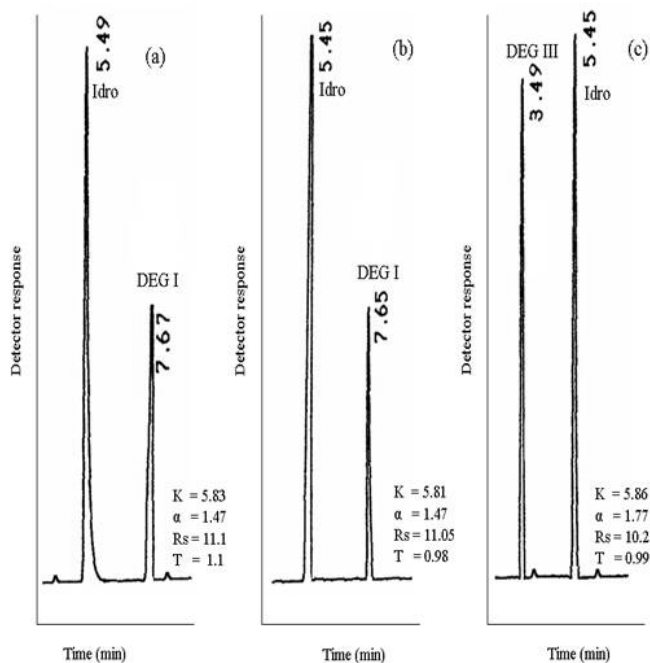 (a)
5.49
Idro
DEG I
7.67
K = 5.83
α = 1.47
Rs = 11.1
T = 1.1
Detector response
Time (min)
(b)
5.45
Idro
DEG I
7.65
K = 5.81
α = 1.47
Rs = 11.05
T = 0.98
Detector response
Time (min)
(c)
DEG III
3.49
5.45
Idro
K = 5.86
α = 1.77
Rs = 10.2
T = 0.99
Detector response
Time (min)